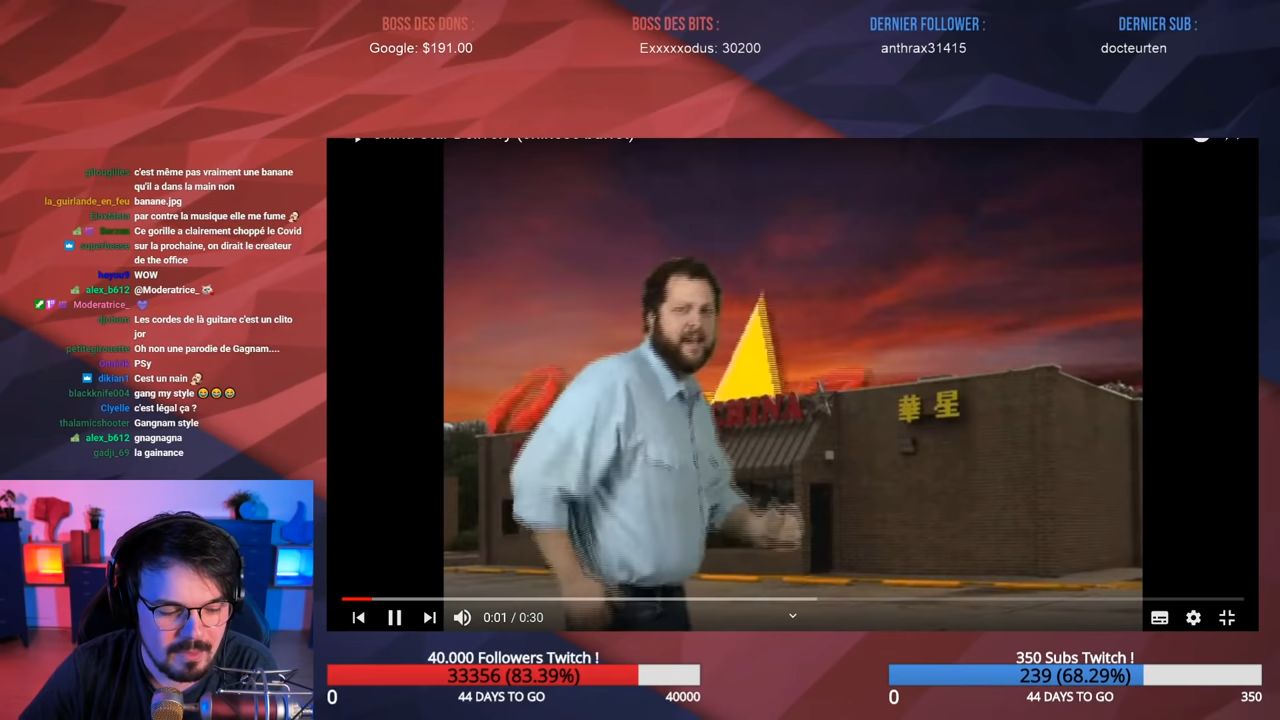 BOSS DES DONS :
Google: $191.00
BOSS DES BITS :
Exxxxxodus: 30200
DERNIER FOLLOWER :
anthrax31415
DERNIER SUB :
docteurten
c'est même pas vraiment une banane
qu'il a dans la main non
la_guirlande_en_feu banane.jpg
par contre la musique elle me fume
Ce gorille a clairement choppé le Covid
sur la prochaine, on dirait le createur
de the office
heyou9 WOW
alex_b612 @Moderatrice_
Moderatrice_
Les cordes de là guitare c'est un clito
jor
Oh non une parodie de Gagnam....
PSy
dikian1 Cest un nain
blackknife004 gang my style
Clyelle c'est légal ça ?
thalamicshooter Gangnam style
alex_b612 gnagnagna
gadji_69 la gainance
CHINA
華星
0:01 / 0:30
40.000 Followers Twitch !
33356 (83.39%)
0
44 DAYS TO GO
40000
350 Subs Twitch !
239 (68.29%)
0
44 DAYS TO GO
350